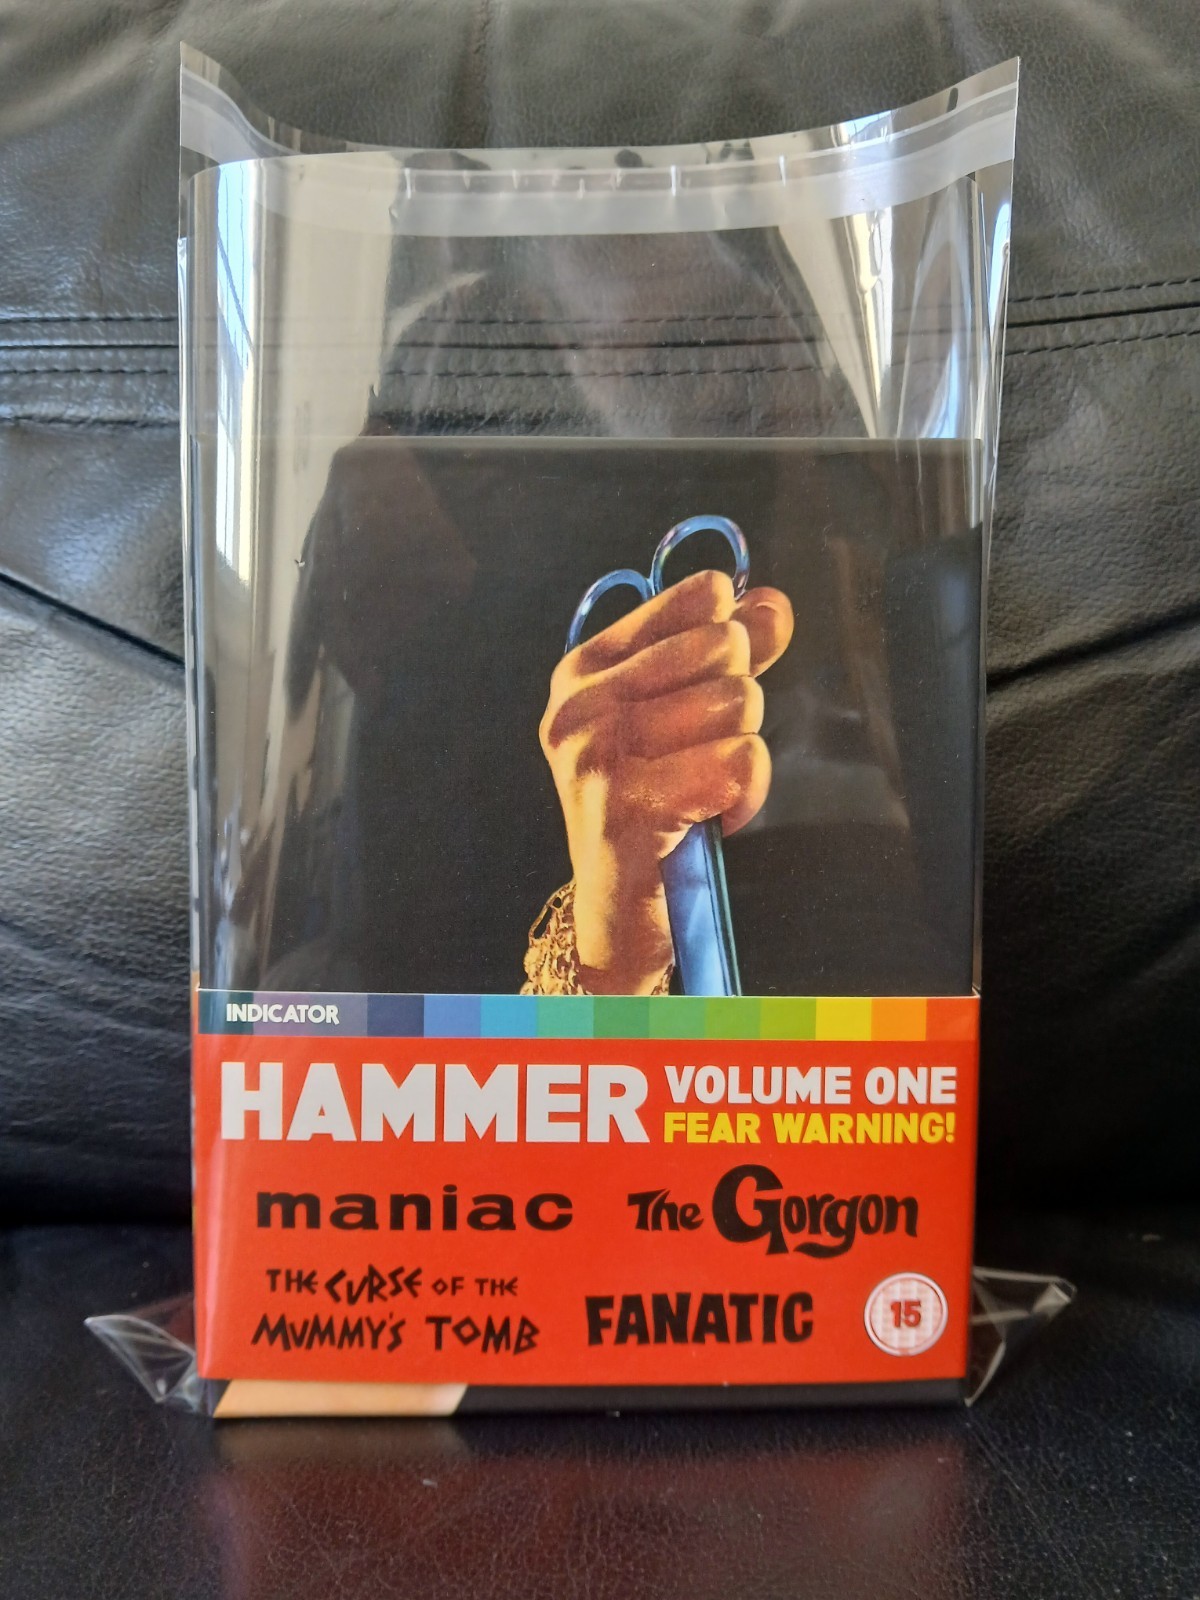 INDICATOR
HAMMER VOLUME ONE
FEAR WARNING!
maniac
The Gorgon
THE CURSE OF THE
MUMMY'S TOMB
FANATIC
15